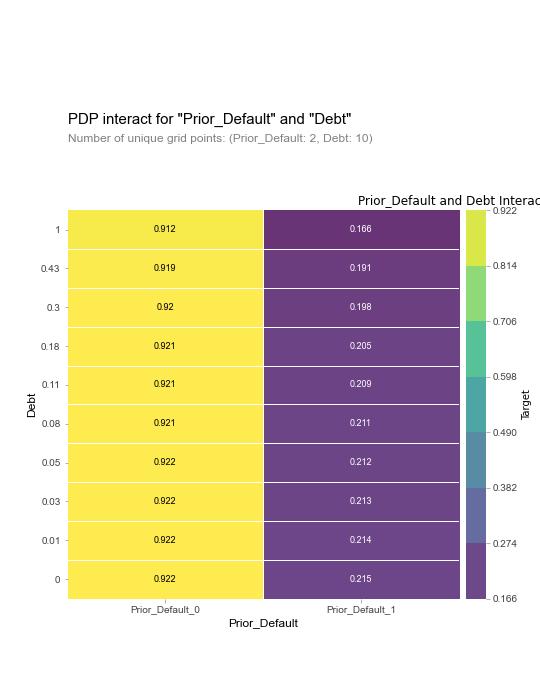 PDP interact for "Prior_Default" and "Debt"
Number of unique grid points: (Prior_Default: 2, Debt: 10)
Prior_Default and Debt Interac
1 0.912 0.166 0.922
0.43 0.919 0.191 0.814
0.3 0.92 0.198 0.706
0.18 0.921 0.205 0.598
0.11 0.921 0.209
Debt 0.08 0.921 0.211 0.490 Target
0.05 0.922 0.212 0.382
0.03 0.922 0.213
0.01 0.922 0.214 0.274
0 0.922 0.215 0.166
Prior_Default_0 Prior_Default_1
Prior_Default